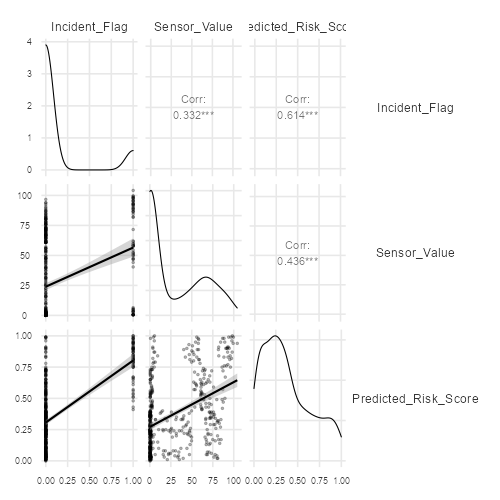 Incident_Flag
Sensor_Value
edicted_Risk_Sco
4
3
2
1
0
Corr:
0.332***
Corr:
0.614***
Incident_Flag
100
75
50
25
0
Corr:
0.436***
Sensor_Value
1.00
0.75
0.50
0.25
0.00
Predicted_Risk_Score
0.00 0.25 0.50 0.75 1.00
0 25 50 75 100
0.00 0.25 0.50 0.75 1.00